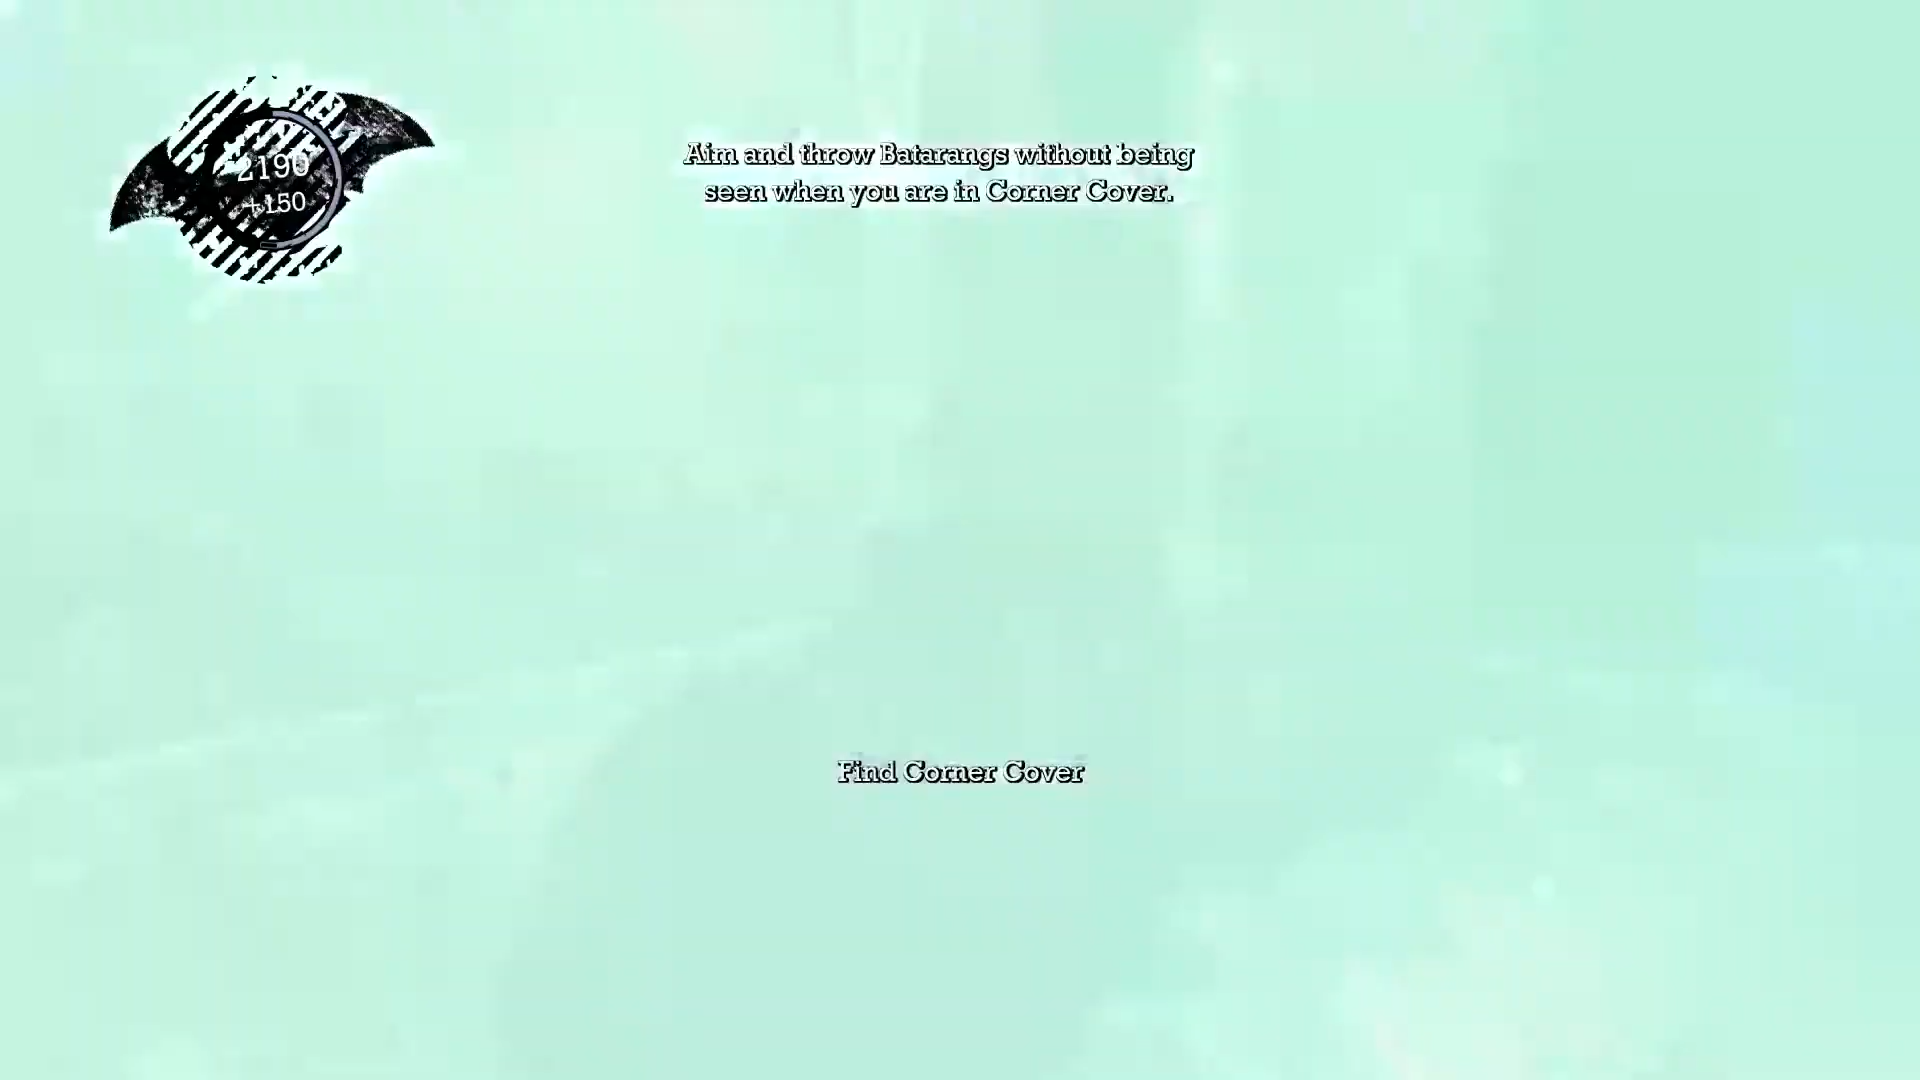 2190
+150
Aim and throw Batarangs without being
seen when you are in Corner Cover.
Find Corner Cover